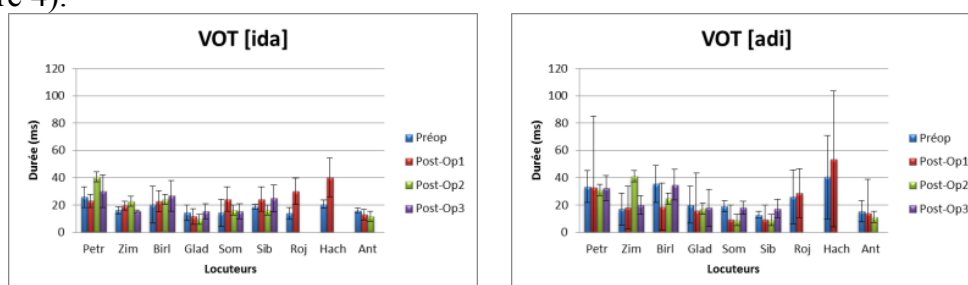 re 4).
VOT [ida]
120
100
80
60
40
20
0
Durée (ms)
Petr Zim Birl Glad Som Sib Roj Hach Ant
Locuteurs
Préop
Post-Op1
Post-Op2
Post-Op3
VOT [adi]
120
100
80
60
40
20
0
Durée (ms)
Petr Zim Birl Glad Som Sib Roj Hach Ant
Locuteurs
Préop
Post-Op1
Post-Op2
Post-Op3